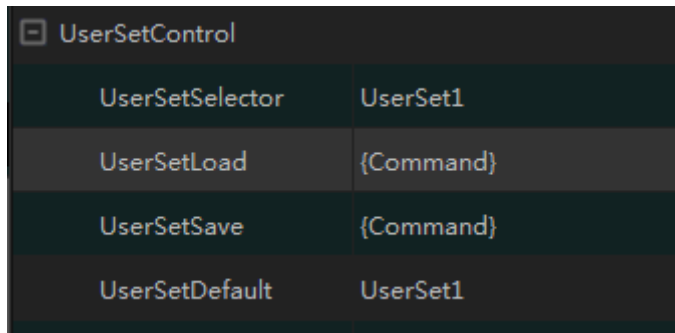 UserSetControl
UserSetSelector UserSet1
UserSetLoad {Command}
UserSetSave {Command}
UserSetDefault UserSet1